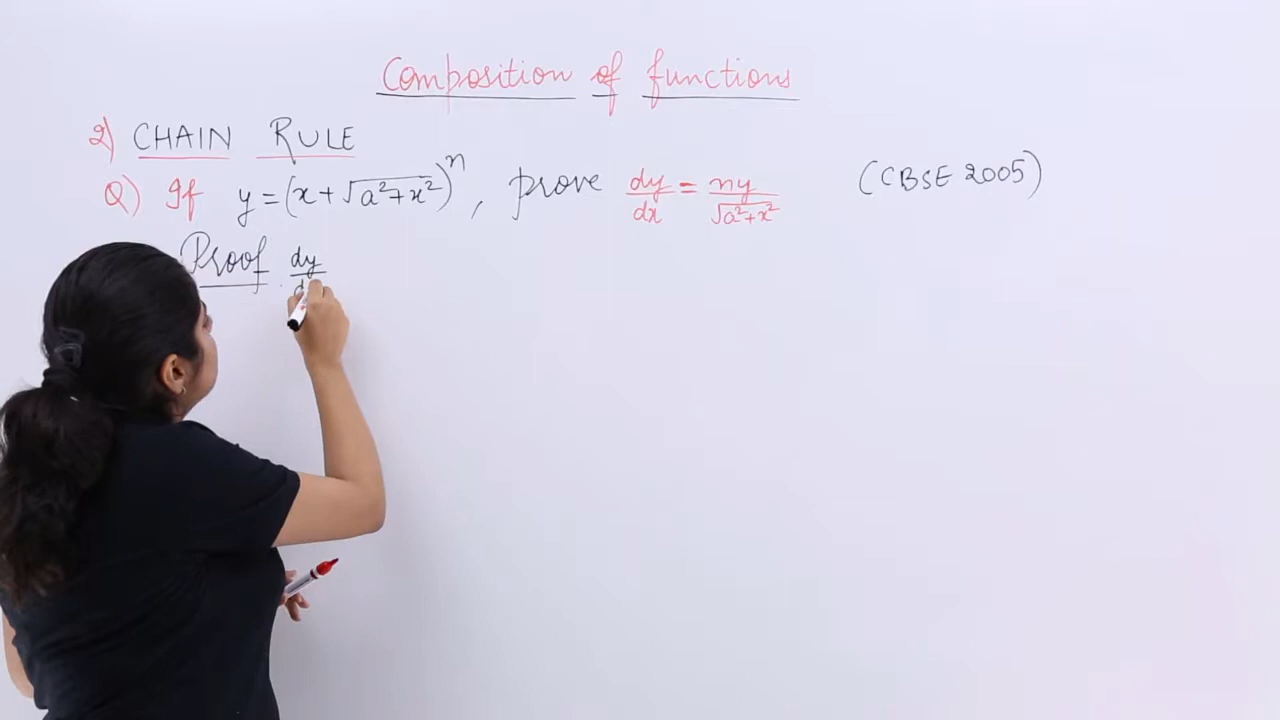 Composition of functions
2) CHAIN RULE
Q) If y = (x + √a²+x²)ⁿ, prove dy/dx = ny/√a²+x² (CBSE 2005)
Proof dy/d